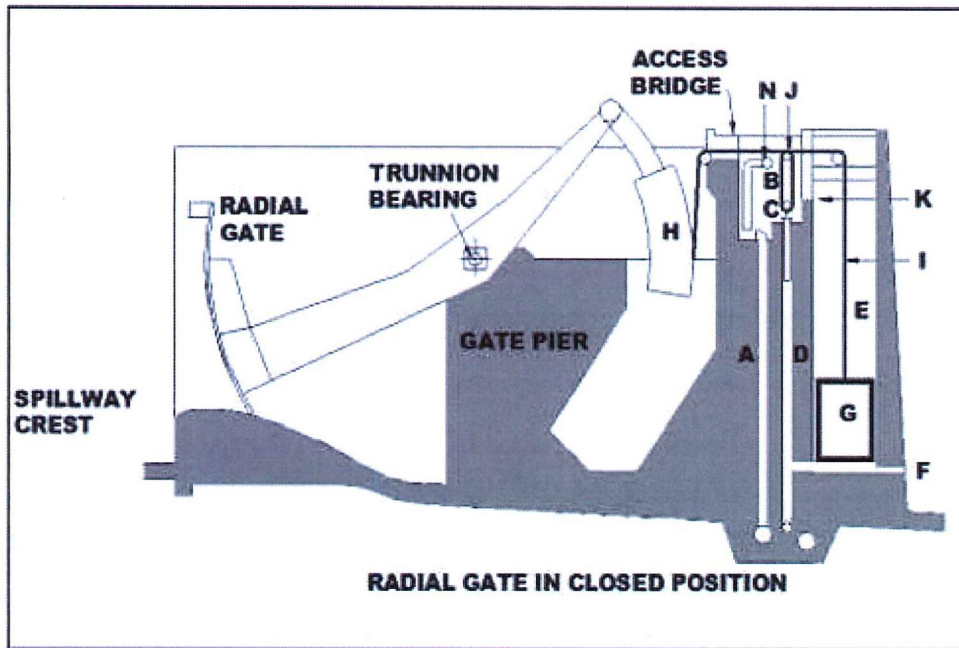 ACCESS
BRIDGE
N J
TRUNNION
BEARING
B
C
K
RADIAL
GATE
H
I
E
GATE PIER
A
D
SPILLWAY
CREST
G
F
RADIAL GATE IN CLOSED POSITION